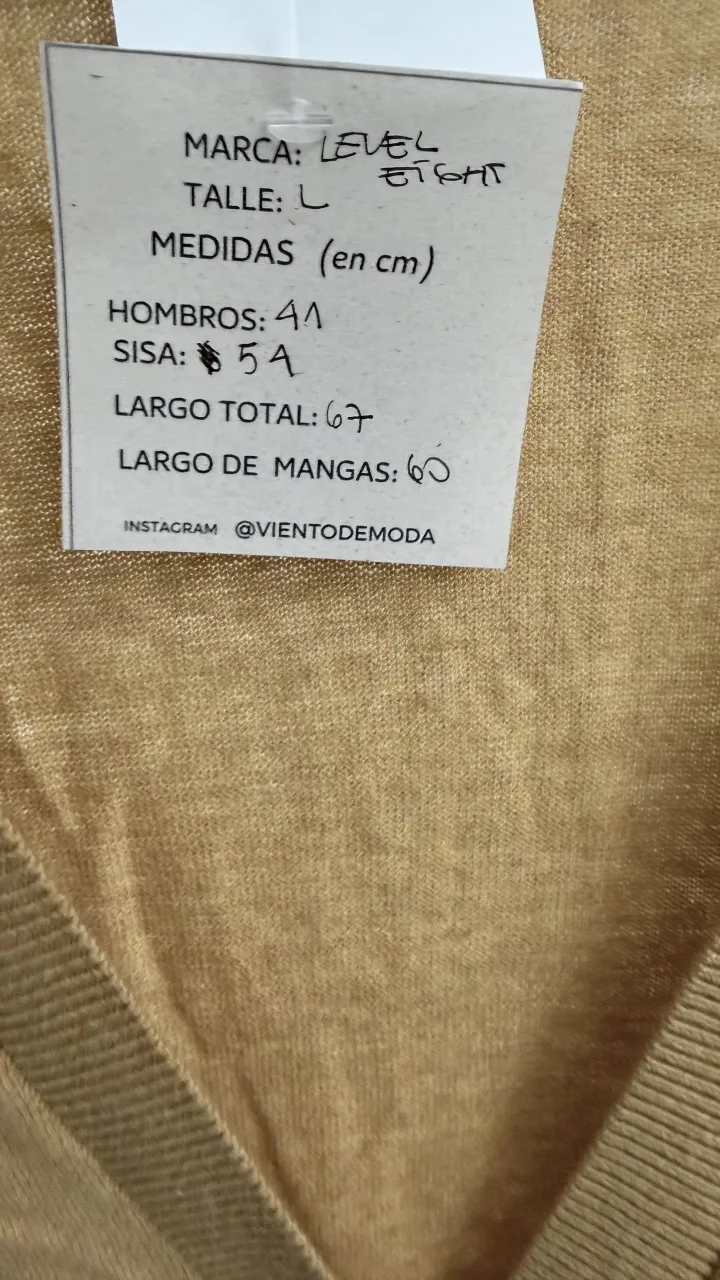 MARCA: LEVEL
EIGHT
TALLE: L
MEDIDAS (en cm)
HOMBROS: 41
SISA: 54
LARGO TOTAL: 67
LARGO DE MANGAS: 60
INSTAGRAM @VIENTODEMODA